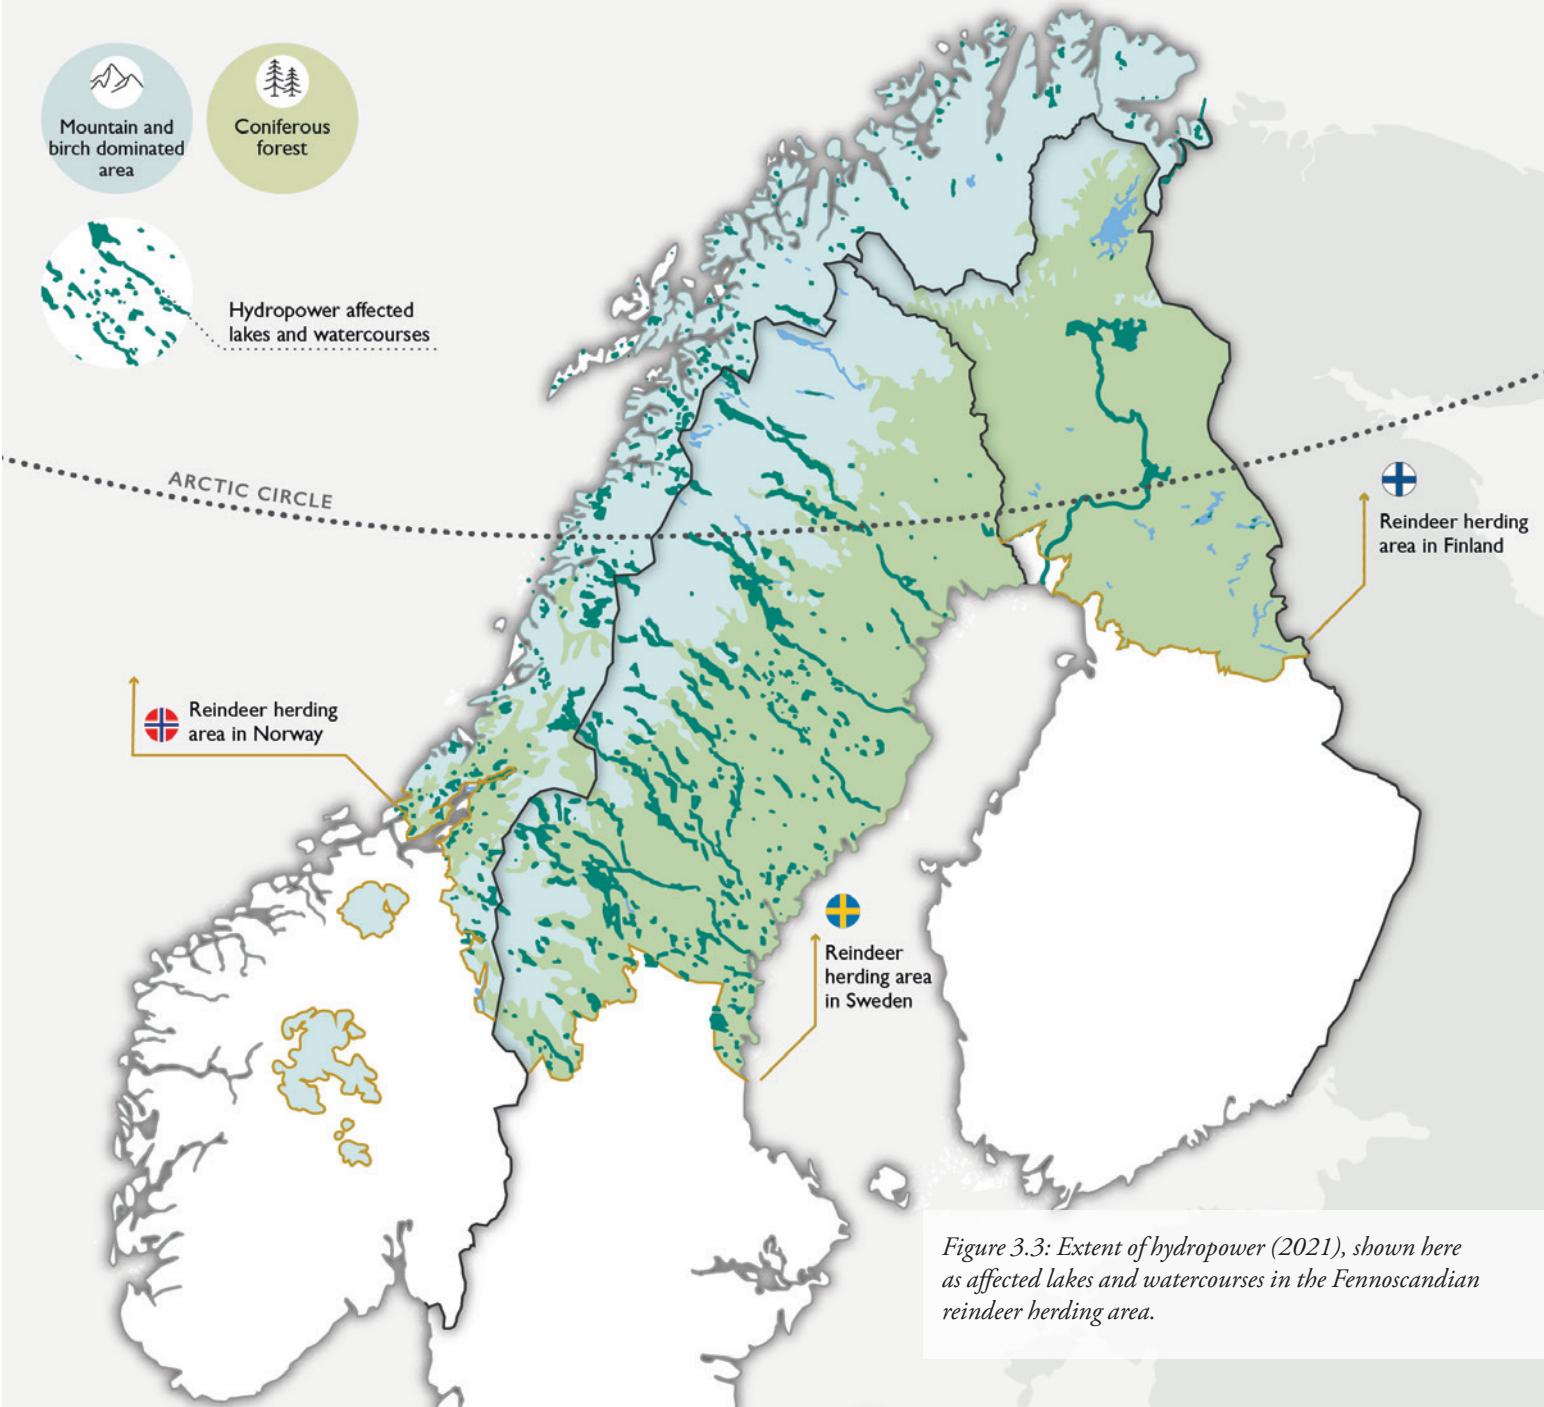 Mountain and
birch dominated
area
Coniferous
forest
Hydropower affected
lakes and watercourses
ARCTIC CIRCLE
Reindeer herding
area in Finland
Reindeer herding
area in Norway
Reindeer
herding area
in Sweden
Figure 3.3: Extent of hydropower (2021), shown here
as affected lakes and watercourses in the Fennoscandian
reindeer herding area.